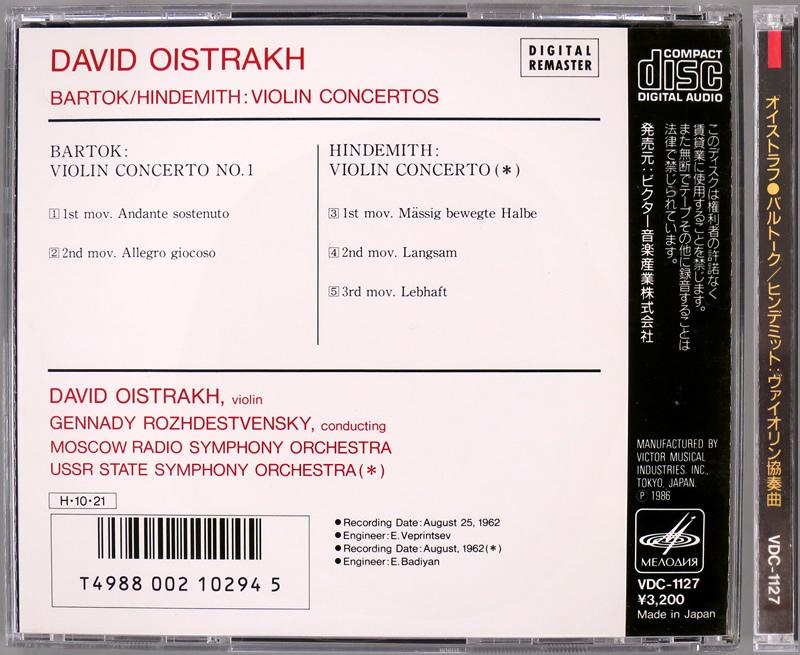 DAVID OISTRAKH
BARTOK/HINDEMITH: VIOLIN CONCERTOS
DIGITAL
REMASTER
BARTOK:
VIOLIN CONCERTO NO.1
1 1st mov. Andante sostenuto
2 2nd mov. Allegro giocoso
HINDEMITH:
VIOLIN CONCERTO(*)
3 1st mov. Mässig bewegte Halbe
4 2nd mov. Langsam
5 3rd mov. Lebhaft
DAVID OISTRAKH, violin
GENNADY ROZHDESTVENSKY, conducting
MOSCOW RADIO SYMPHONY ORCHESTRA
USSR STATE SYMPHONY ORCHESTRA(*)
H·10·21
T4988 002 10294 5
●Recording Date: August 25, 1962
●Engineer: E.Veprintsev
●Recording Date: August, 1962(*)
●Engineer: E.Badiyan
COMPACT
disc
DIGITAL AUDIO
このディスクは権利者の許諾なく
賃貸業に使用することを禁じます。
また無断でテープその他に録音することは
法律で禁じられています。
発売元:ビクター音楽産業株式会社
MANUFACTURED BY
VICTOR MUSICAL
INDUSTRIES. INC.,
TOKYO, JAPAN.
Ⓟ 1986
МЕЛОДИЯ
VDC-1127
¥3,200
Made in Japan
オイストラフ●バルトーク/ヒンデミット:ヴァイオリン協奏曲
VDC-1127